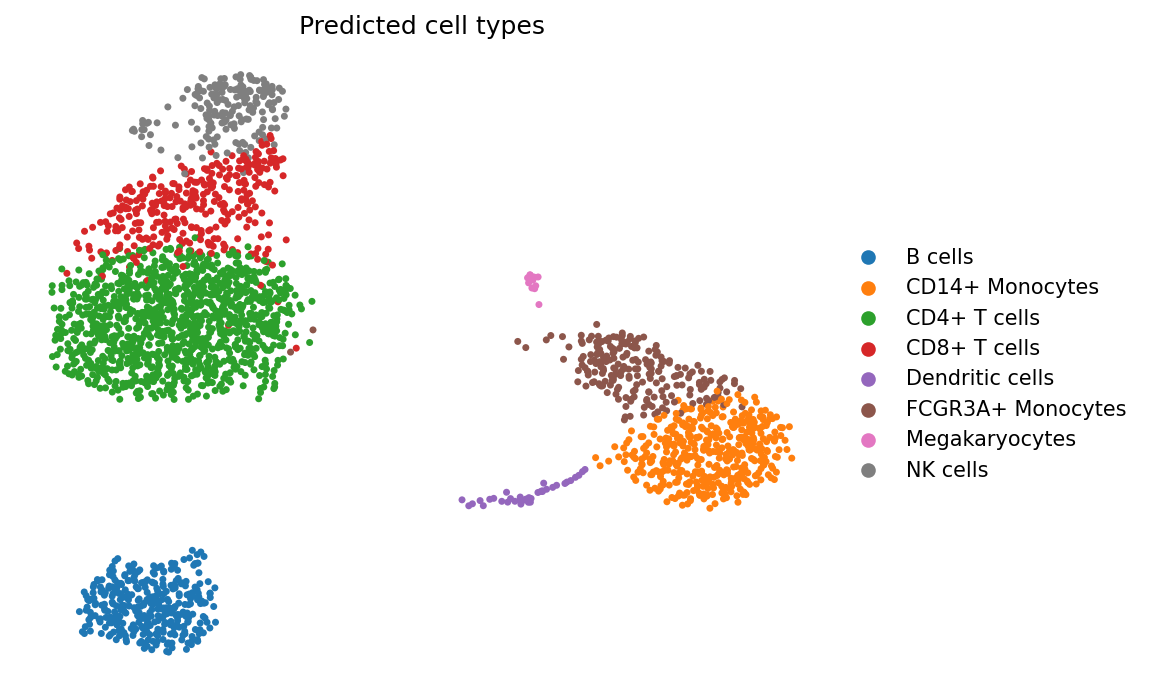 Predicted cell types
B cells
CD14+ Monocytes
CD4+ T cells
CD8+ T cells
Dendritic cells
FCGR3A+ Monocytes
Megakaryocytes
NK cells